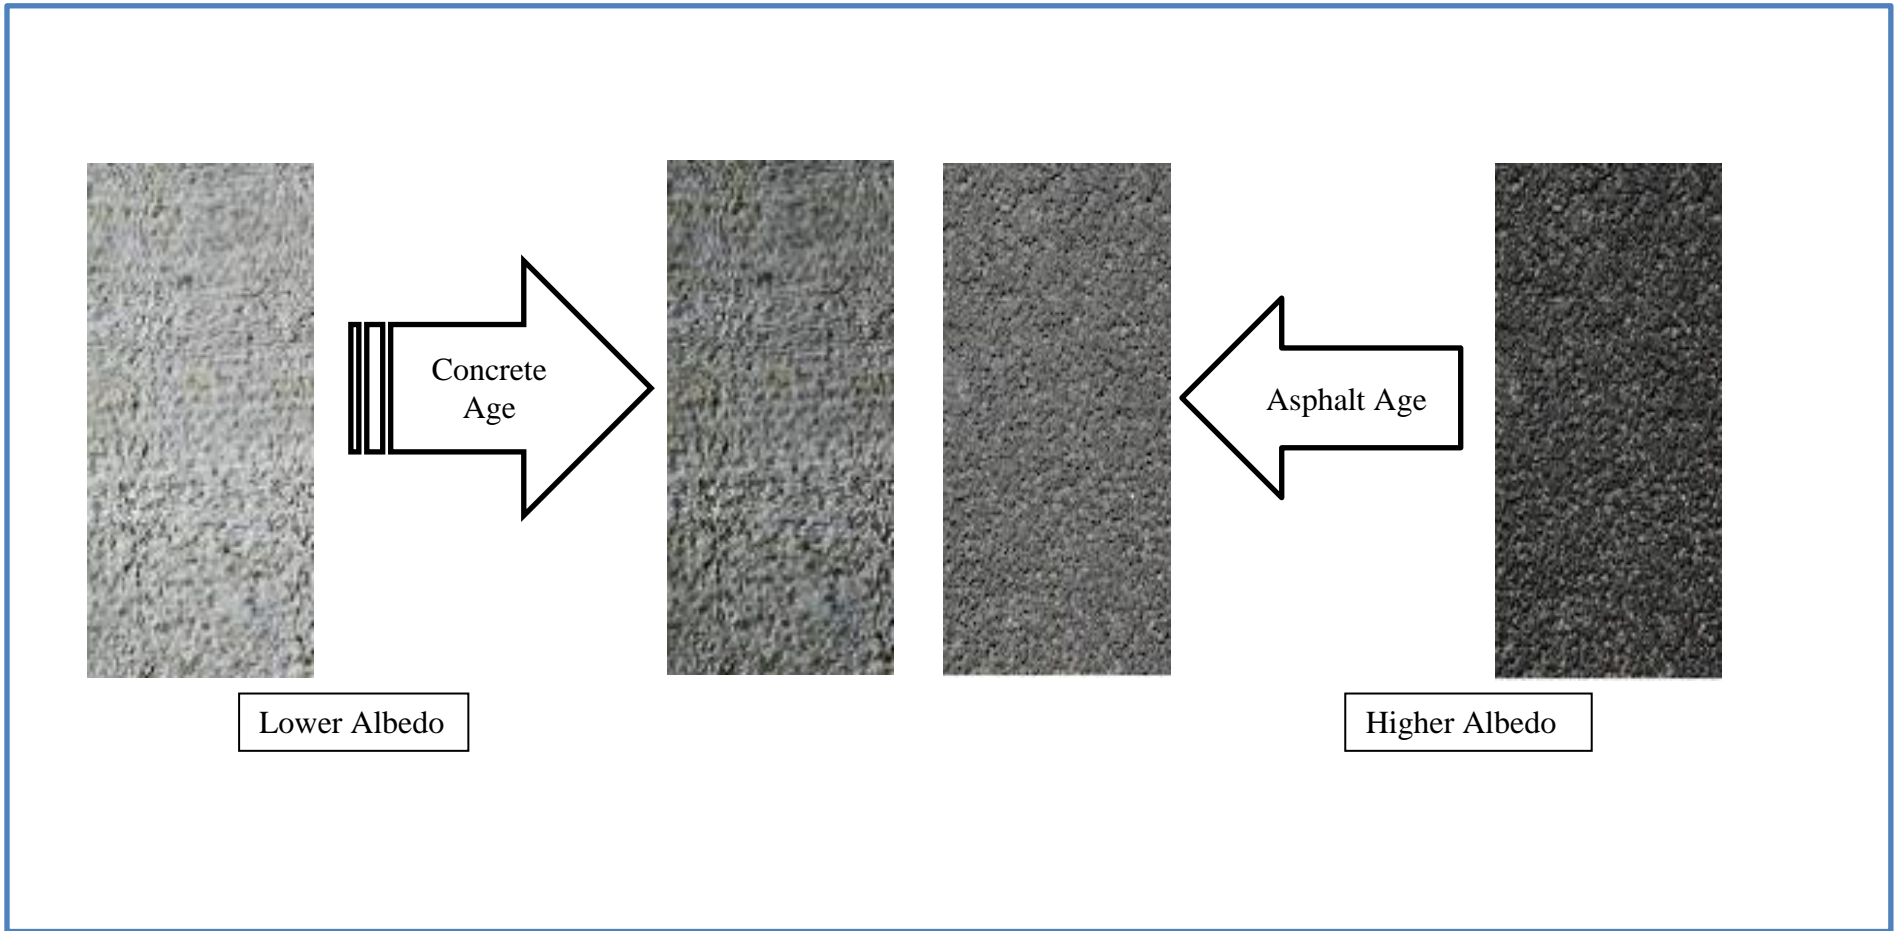 Concrete
Age
Asphalt Age
Lower Albedo
Higher Albedo